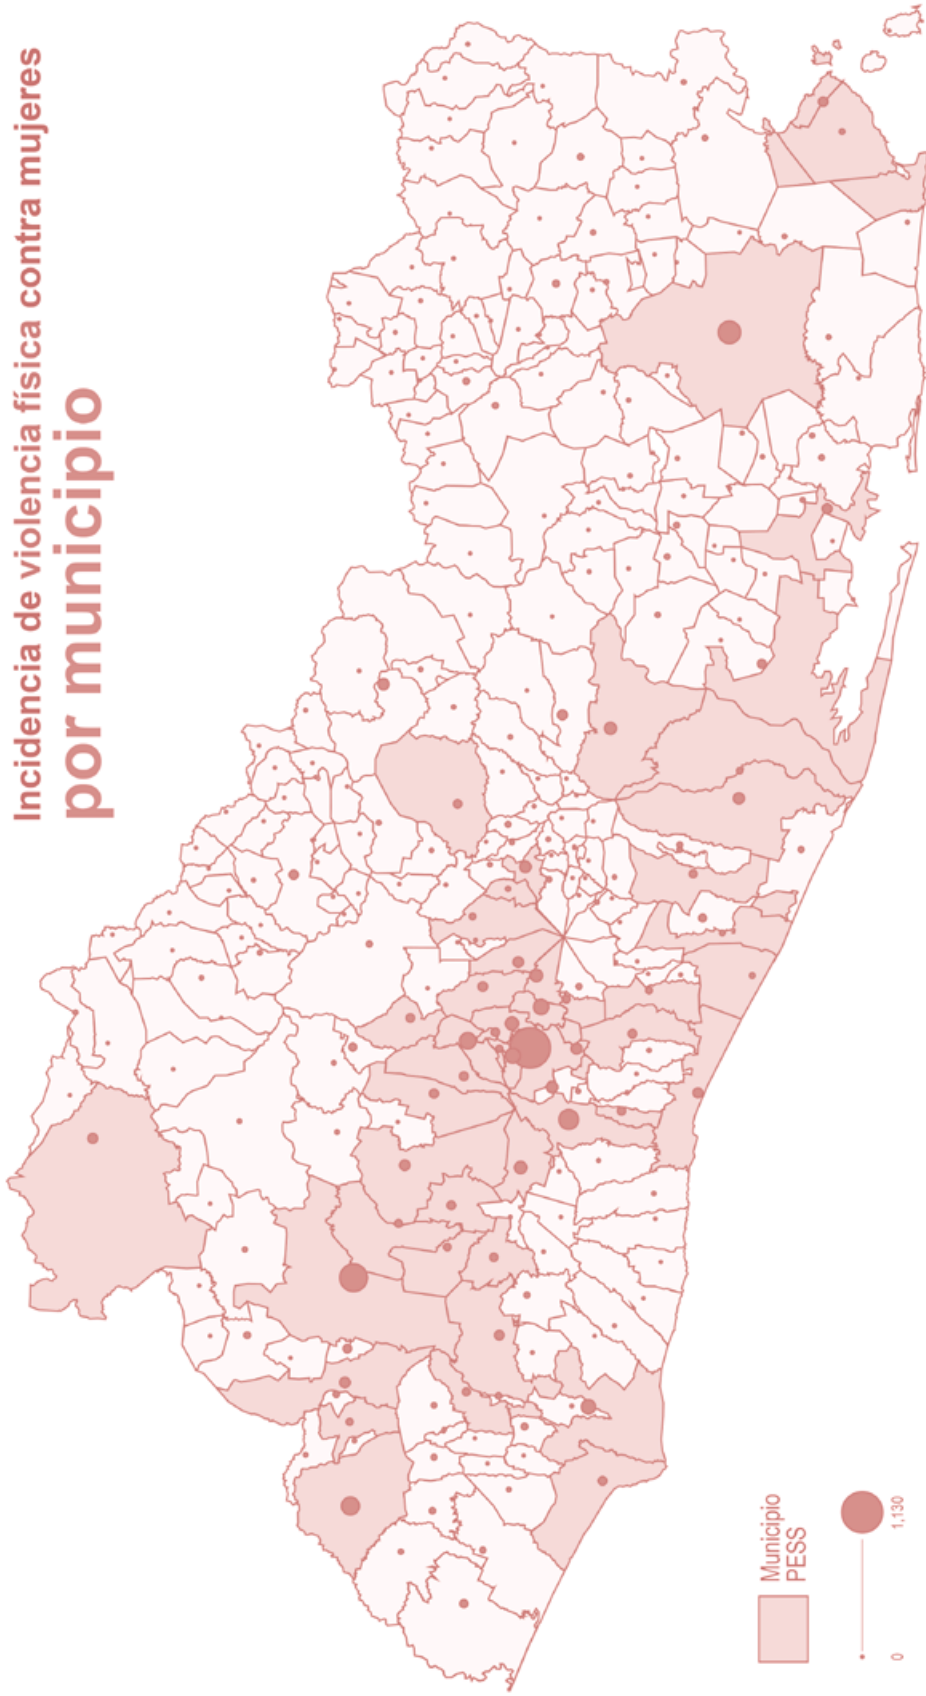 Incidencia de violencia física contra mujeres
por municipio
Municipio
PESS
0
1,130